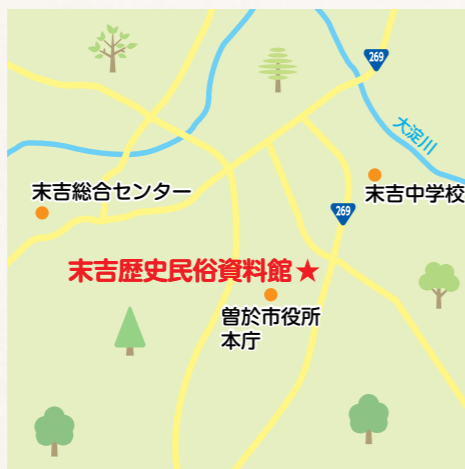 269
大淀川
末吉総合センター
末吉中学校
269
末吉歴史民俗資料館★
曽於市役所
本庁